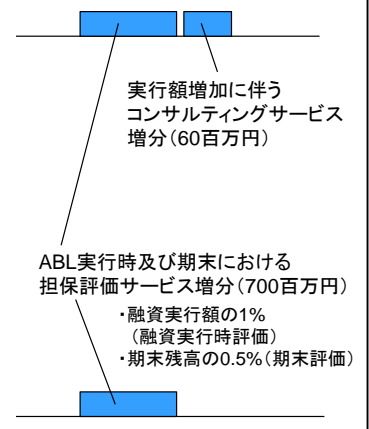 実行額増加に伴う
コンサルティングサービス
増分(60百万円)
ABL実行時及び期末における
担保評価サービス増分(700百万円)
・融資実行額の1%
(融資実行時評価)
・期末残高の0.5%(期末評価)